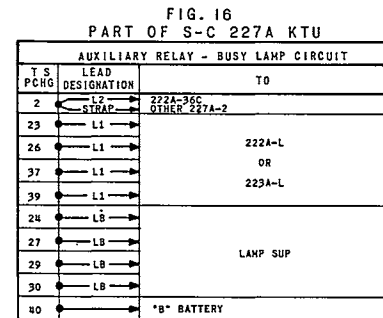 FIG. 16
PART OF S-C 227A KTU
AUXILIARY RELAY - BUSY LAMP CIRCUIT
T S PCHG LEAD DESIGNATION TO
2 L2 222A-36C
STRAP OTHER 227A-2
23 L1
26 L1 222A-L
OR
37 L1
223A-L
39 L1
24 LB
27 LB
LAMP SUP
29 LB
30 LB
40 "B" BATTERY